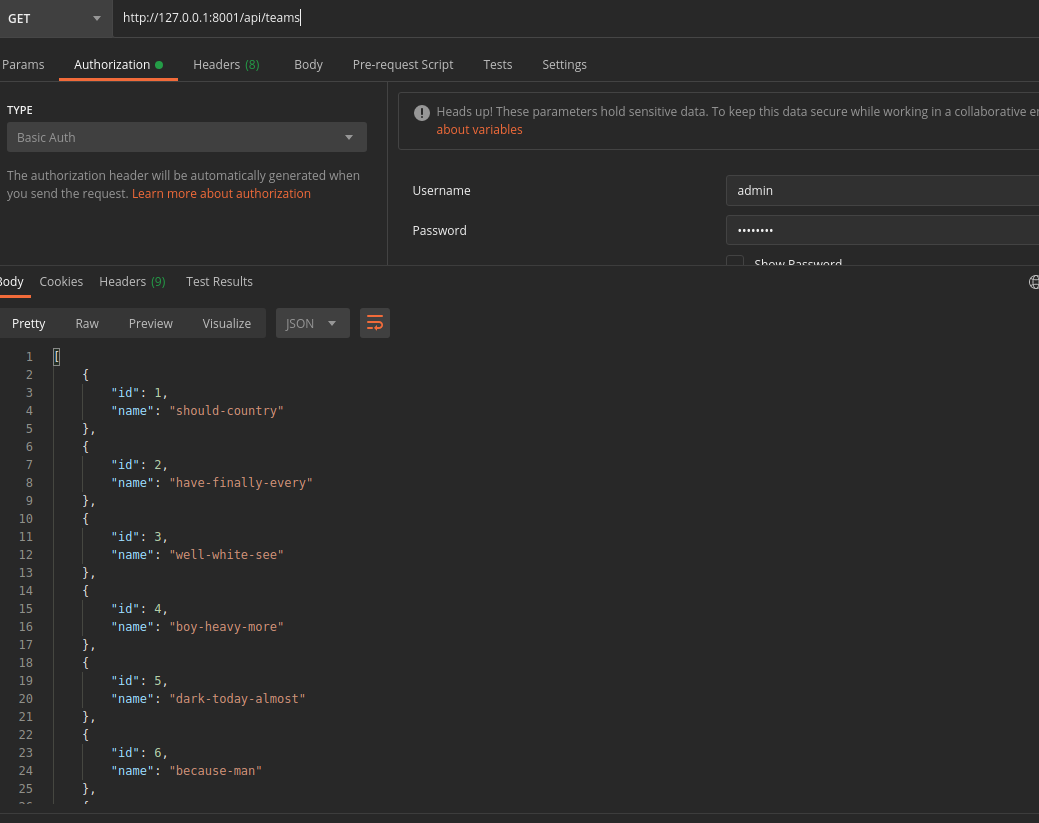 GET http://127.0.0.1:8001/api/teams
Params Authorization Headers (8) Body Pre-request Script Tests Settings
TYPE
Basic Auth
The authorization header will be automatically generated when
you send the request. Learn more about authorization
Heads up! These parameters hold sensitive data. To keep this data secure while working in a collaborative
about variables
Username admin
Password ••••••••
Show Password
Body Cookies Headers (9) Test Results
Pretty Raw Preview Visualize JSON
1 [
2 {
3 "id": 1,
4 "name": "should-country"
5 },
6 {
7 "id": 2,
8 "name": "have-finally-every"
9 },
10 {
11 "id": 3,
12 "name": "well-white-see"
13 },
14 {
15 "id": 4,
16 "name": "boy-heavy-more"
17 },
18 {
19 "id": 5,
20 "name": "dark-today-almost"
21 },
22 {
23 "id": 6,
24 "name": "because-man"
25 },
26 {